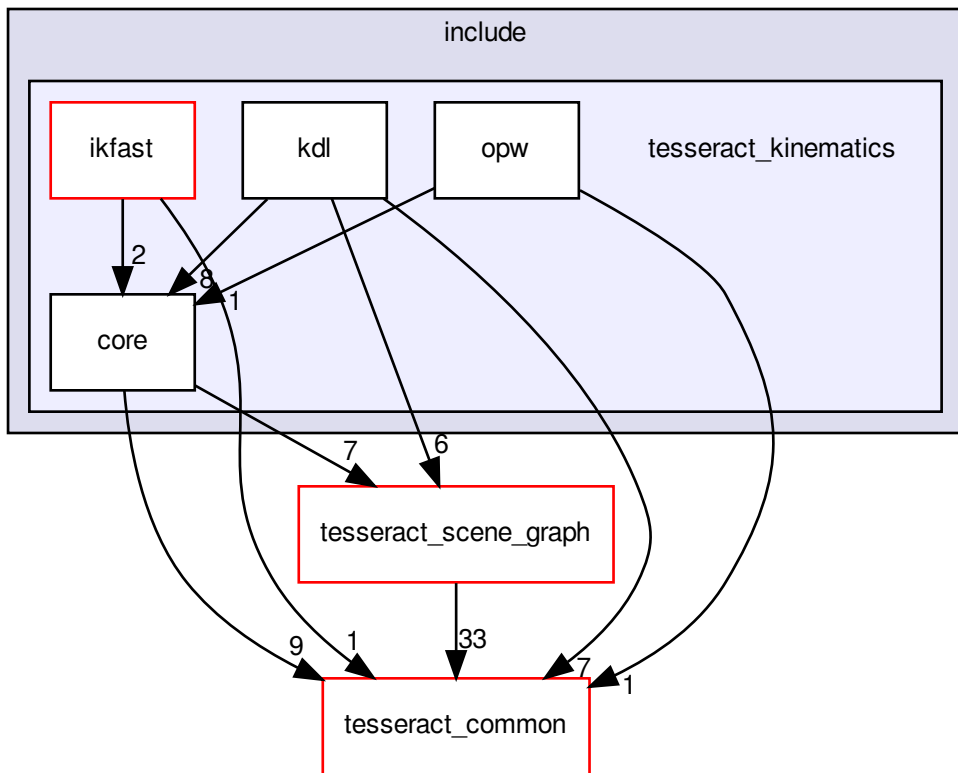 include
ikfast
kdl
opw
tesseract_kinematics
2
8
1
core
7
6
tesseract_scene_graph
9
1
33
7
1
tesseract_common